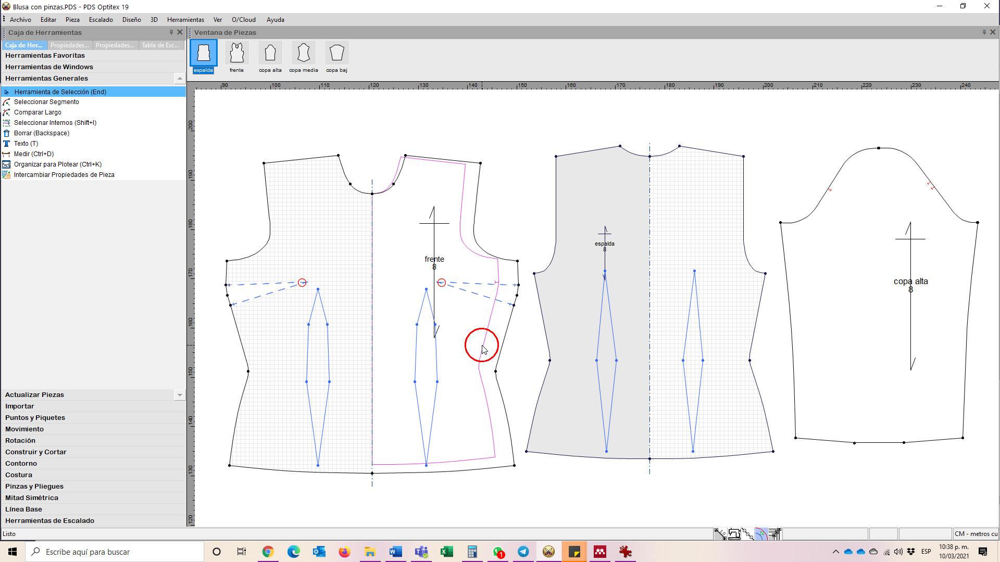 Blusa con pinzas.PDS - PDS Optitex 19
Archivo Editar Pieza Escalado Diseño 3D Herramientas Ver O/Cloud Ayuda
Caja de Herramientas
Ventana de Piezas
Caja de Her... Propiedades... Propiedades... Tabla de Esc...
Herramientas Favoritas
Herramientas de Windows
Herramientas Generales
Herramienta de Selección (End)
Seleccionar Segmento
Comparar Largo
Seleccionar Internos (Shift+I)
Borrar (Backspace)
Texto (T)
Medir (Ctrl+D)
Organizar para Plotear (Ctrl+K)
Intercambiar Propiedades de Pieza
Actualizar Piezas
Importar
Puntos y Piquetes
Movimiento
Rotación
Construir y Cortar
Contorno
Costura
Pinzas y Pliegues
Mitad Simétrica
Línea Base
Herramientas de Escalado
espalda frente copa alta copa media copa baj
90 100 110 120 130 140 150 160 170 180 190 200 210 220 230 240
200
190
180
170
160
150
140
130
120
frente
8
espalda
8
copa alta
8
Listo
CM - metros cu
Escribe aquí para buscar
1
ESP
10:38 p. m.
10/03/2021